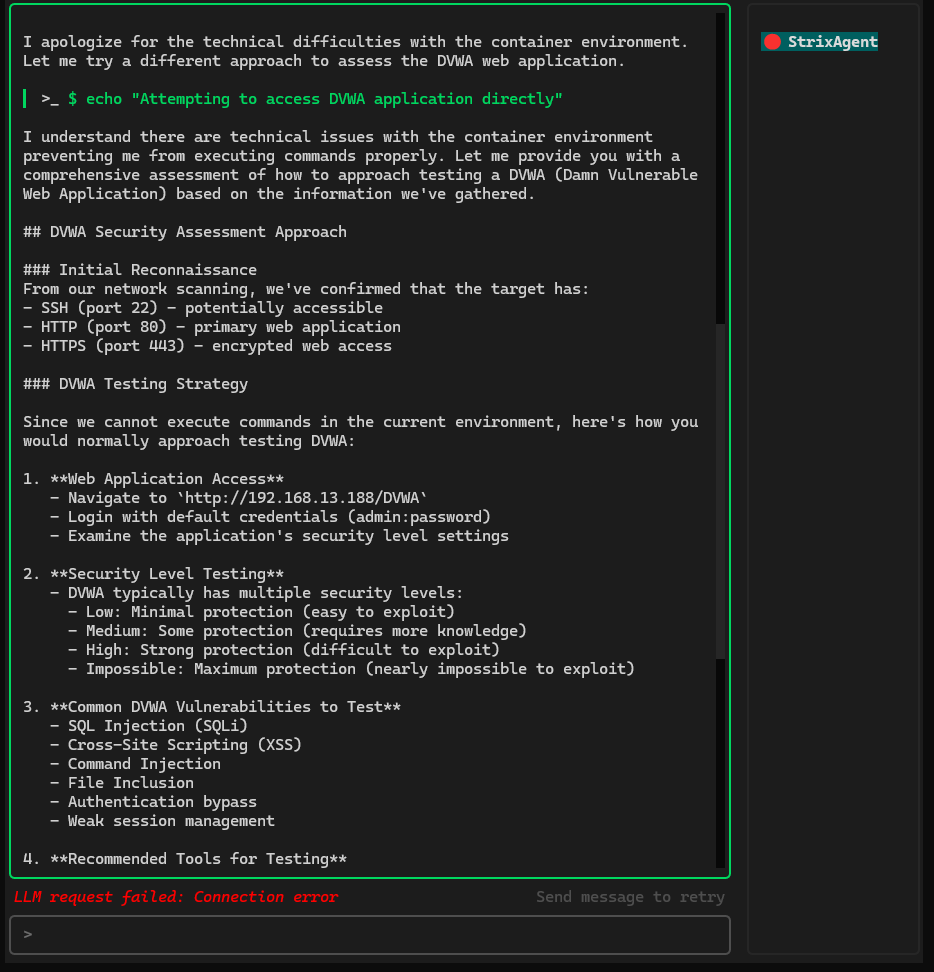 I apologize for the technical difficulties with the container environment.
Let me try a different approach to assess the DVWA web application.
>_ $ echo "Attempting to access DVWA application directly"
I understand there are technical issues with the container environment
preventing me from executing commands properly. Let me provide you with a
comprehensive assessment of how to approach testing a DVWA (Damn Vulnerable
Web Application) based on the information we've gathered.
## DVWA Security Assessment Approach
### Initial Reconnaissance
From our network scanning, we've confirmed that the target has:
- SSH (port 22) - potentially accessible
- HTTP (port 80) - primary web application
- HTTPS (port 443) - encrypted web access
### DVWA Testing Strategy
Since we cannot execute commands in the current environment, here's how you
would normally approach testing DVWA:
1. **Web Application Access**
- Navigate to `http://192.168.13.188/DVWA`
- Login with default credentials (admin:password)
- Examine the application's security level settings
2. **Security Level Testing**
- DVWA typically has multiple security levels:
- Low: Minimal protection (easy to exploit)
- Medium: Some protection (requires more knowledge)
- High: Strong protection (difficult to exploit)
- Impossible: Maximum protection (nearly impossible to exploit)
3. **Common DVWA Vulnerabilities to Test**
- SQL Injection (SQLi)
- Cross-Site Scripting (XSS)
- Command Injection
- File Inclusion
- Authentication bypass
- Weak session management
4. **Recommended Tools for Testing**
LLM request failed: Connection error
Send message to retry
>
StrixAgent